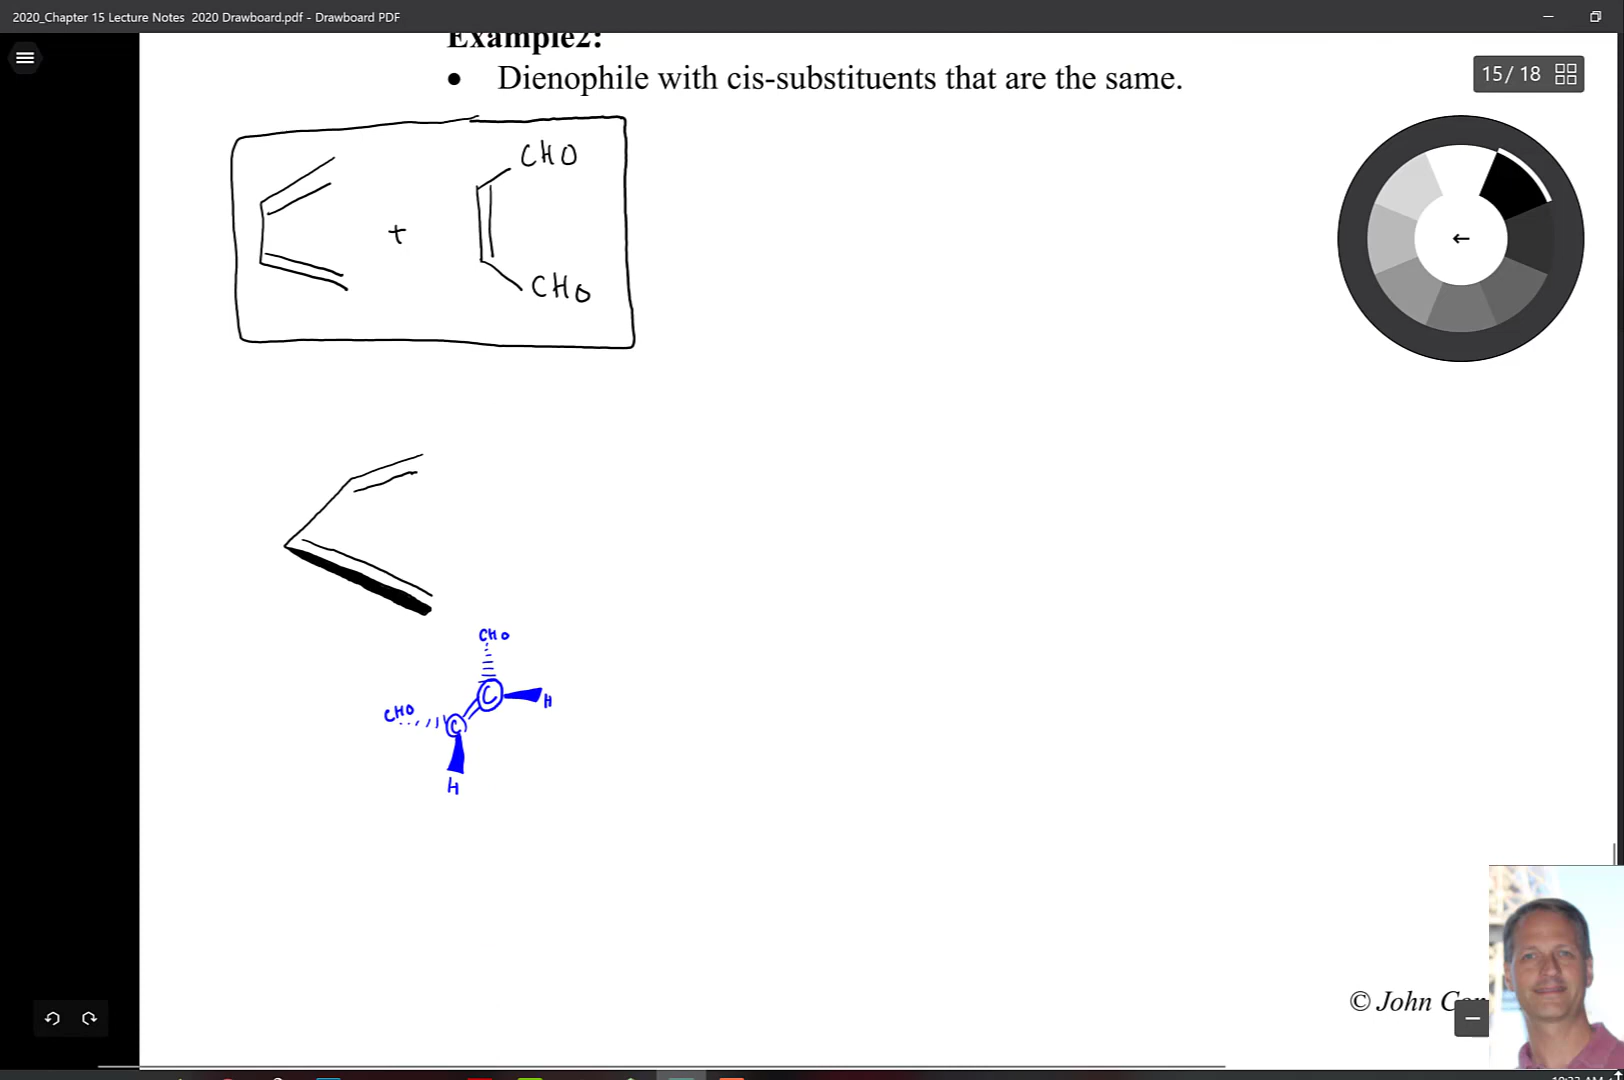 2020_Chapter 15 Lecture Notes 2020 Drawboard.pdf - Drawboard PDF
Example2:
• Dienophile with cis-substituents that are the same.
15/ 18
CHO
+
CHO
CHO
C
H
CHO
C
H
© John